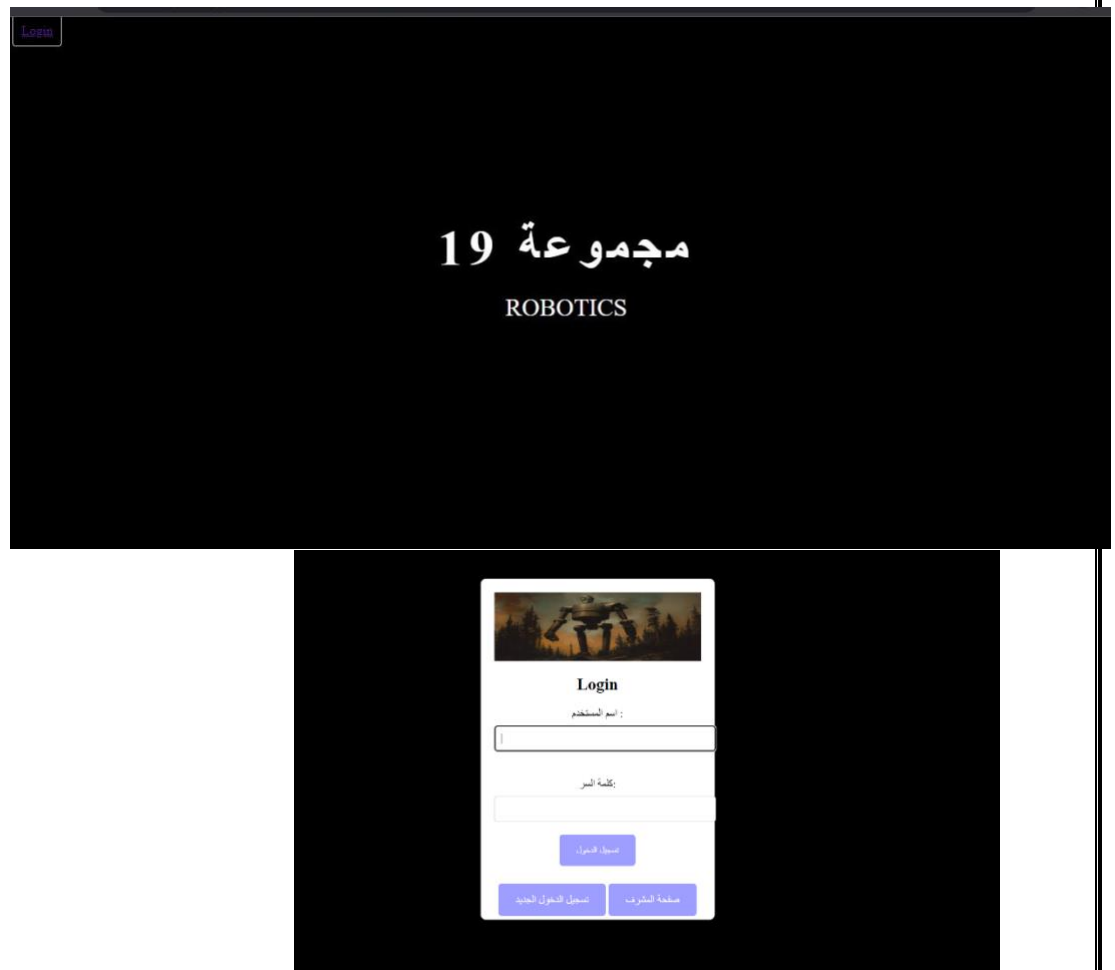 Login
مجموعة 19
ROBOTICS
Login
اسم المستخدم :
كلمة السر:
تسجيل الدخول
تسجيل الدخول الجديد
صفحة المشرف